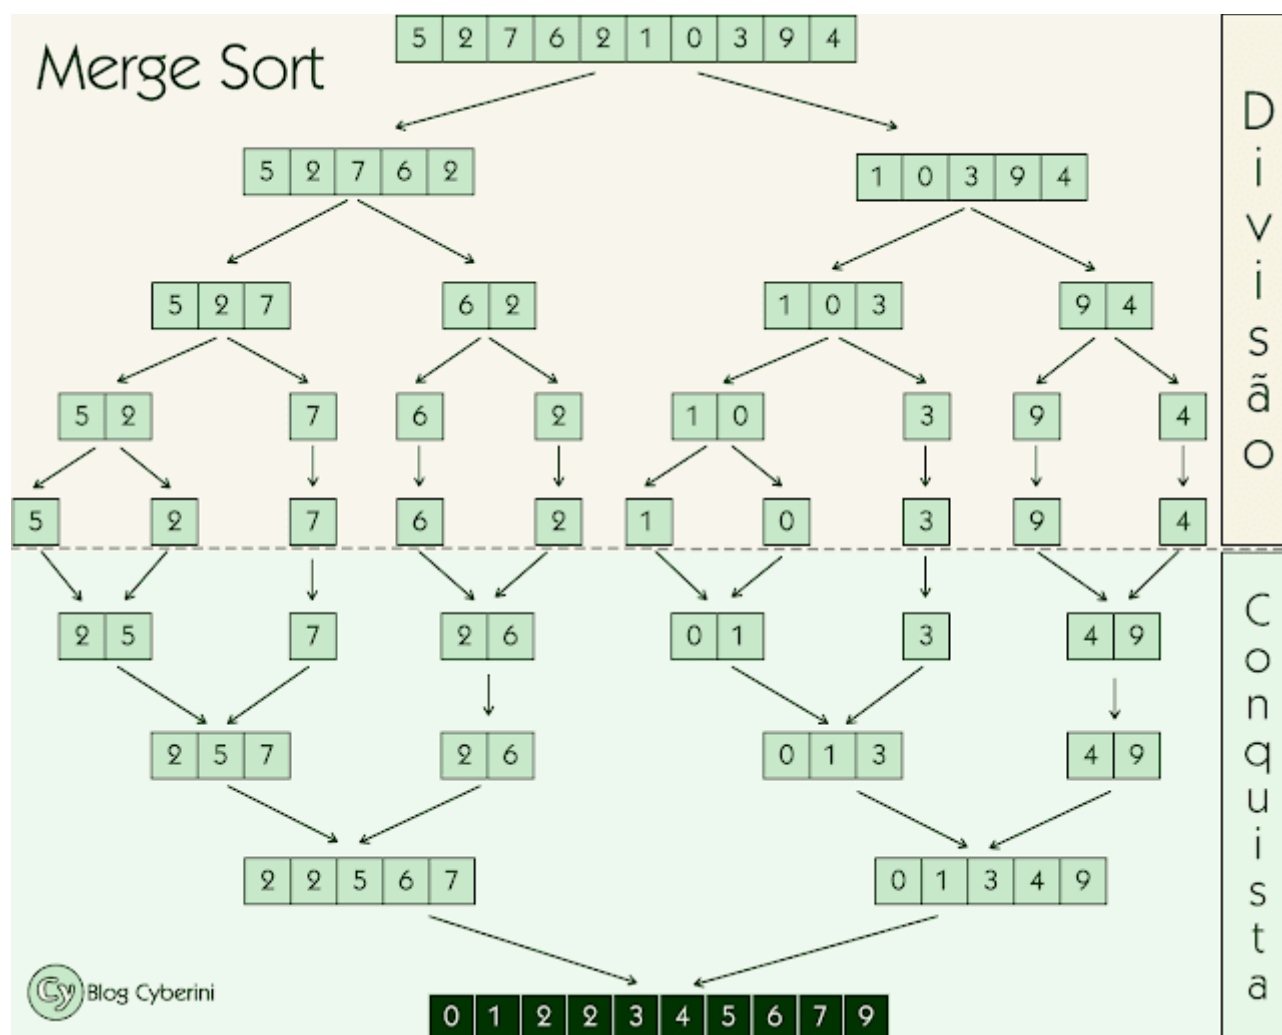 Merge Sort
5 2 7 6 2 1 0 3 9 4
5 2 7 6 2
1 0 3 9 4
5 2 7
6 2
1 0 3
9 4
5 2
7
6
2
1 0
3
9
4
5
2
7
6
2
1
0
3
9
4
2 5
7
2 6
0 1
3
4 9
2 5 7
2 6
0 1 3
4 9
2 2 5 6 7
0 1 3 4 9
0 1 2 2 3 4 5 6 7 9
Divisão
Conquista
Cy Blog Cyberini